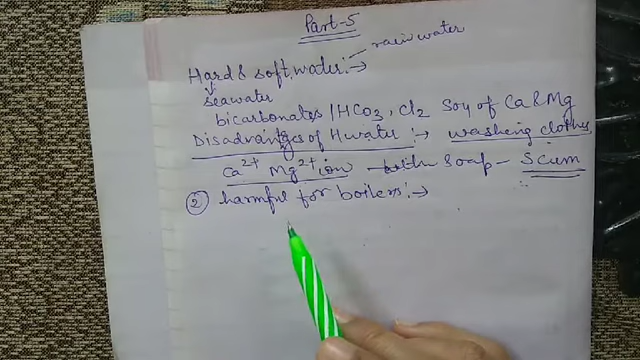 Part-5
rain water
Hard & soft water:→
seawater
bicarbonates / HCO3, Cl2 SO4 of Ca & Mg
Disadvantages of H water :→ washing clothes,
Ca2+ Mg2+ ion with Soap - Scum
② harmful for boilers:→